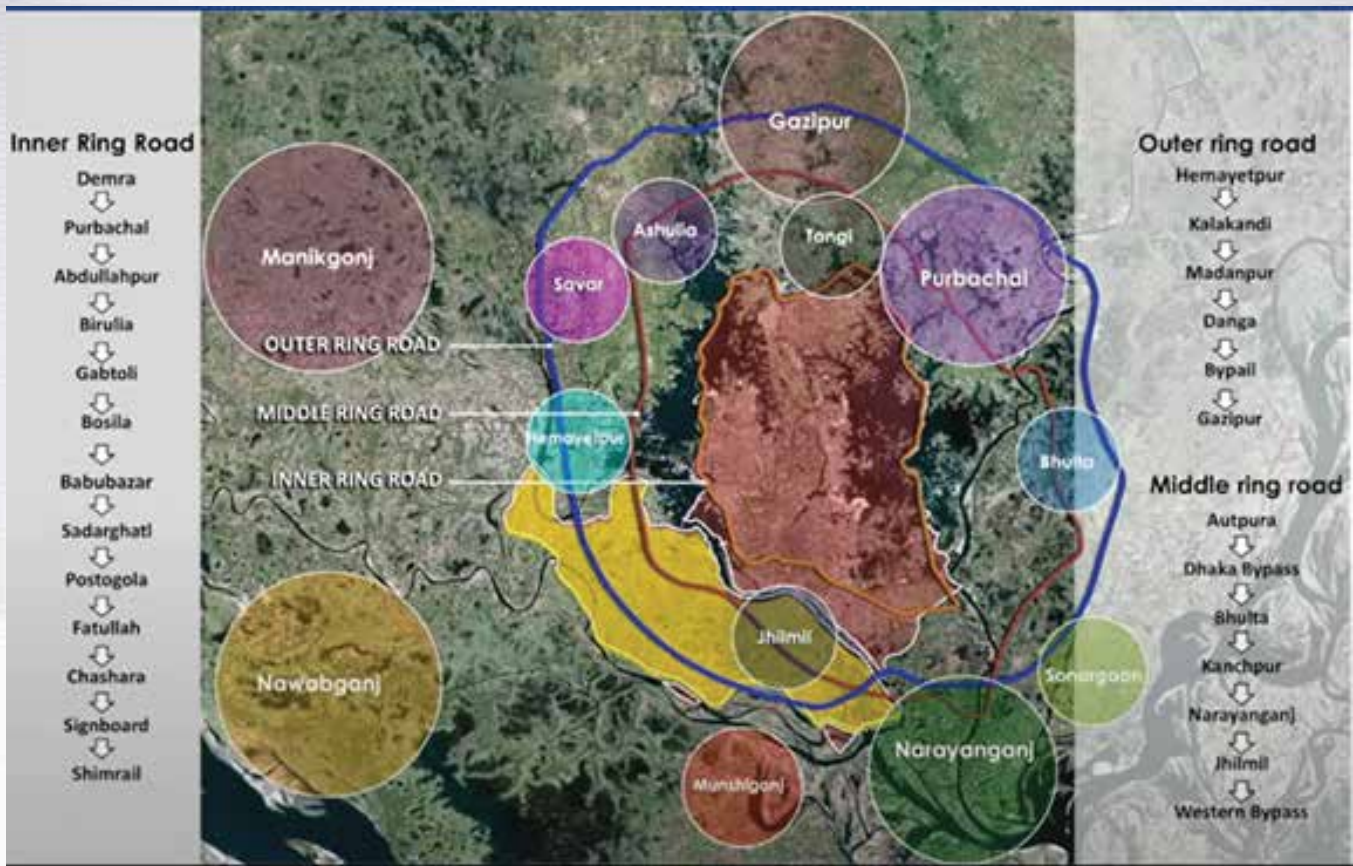 Inner Ring Road
Demra
Purbachal
Abdullahpur
Birulia
Gabtoli
Bosila
Babubazar
Sadarghatl
Postogola
Fatullah
Chashara
Signboard
Shimrail
Gazipur
Manikgonj
Ashulia
Tongi
Savar
Purbachal
OUTER RING ROAD
MIDDLE RING ROAD
Hemayetpur
INNER RING ROAD
Bhulta
Jhilmil
Nawabganj
Sonargaon
Narayanganj
Munshiganj
Outer ring road
Hemayetpur
Kalakandi
Madanpur
Danga
Bypail
Gazipur
Middle ring road
Autpura
Dhaka Bypass
Bhulta
Kanchpur
Narayanganj
Jhilmil
Western Bypass